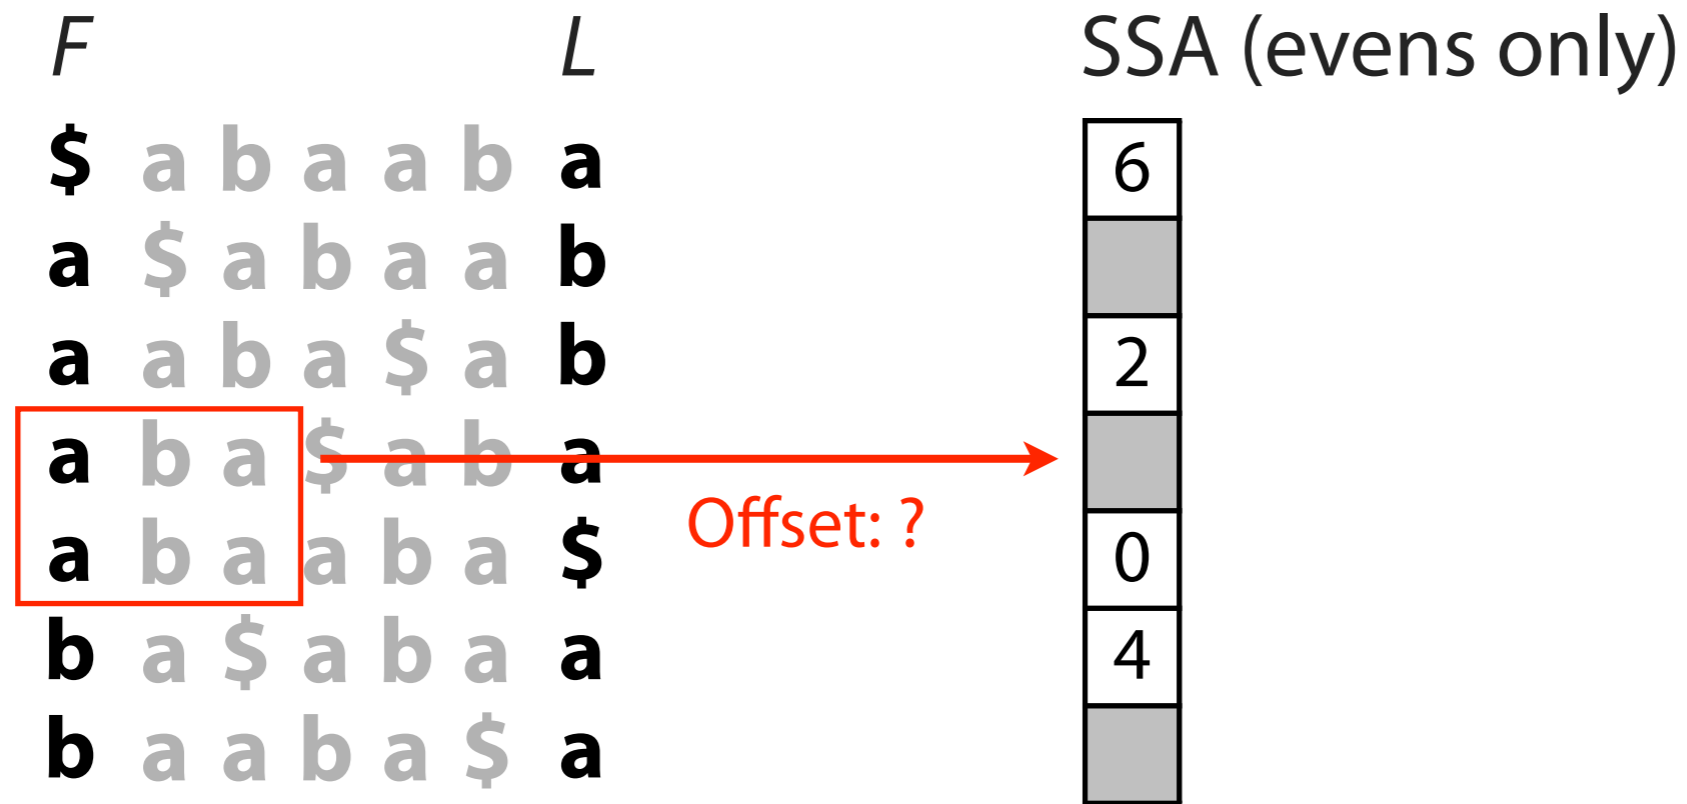 F L SSA (evens only)
$ a b a a b a 6
a $ a b a a b
a a b a $ a b 2
a b a $ a b a
Offset: ?
a b a a b a $ 0
b a $ a b a a 4
b a a b a $ a